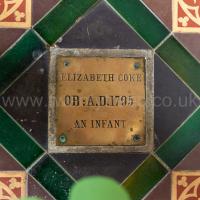 ELIZABETH COKE
OB: A.D. 1795
AN INFANT